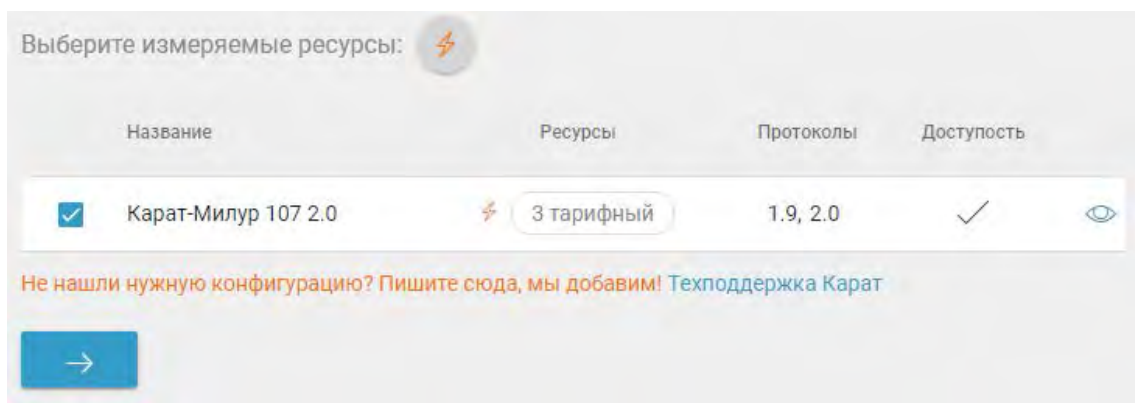 Выберите измеряемые ресурсы:
Название Ресурсы Протоколы Доступость
Карат-Милур 107 2.0 3 тарифный 1.9, 2.0
Не нашли нужную конфигурацию? Пишите сюда, мы добавим! Техподдержка Карат